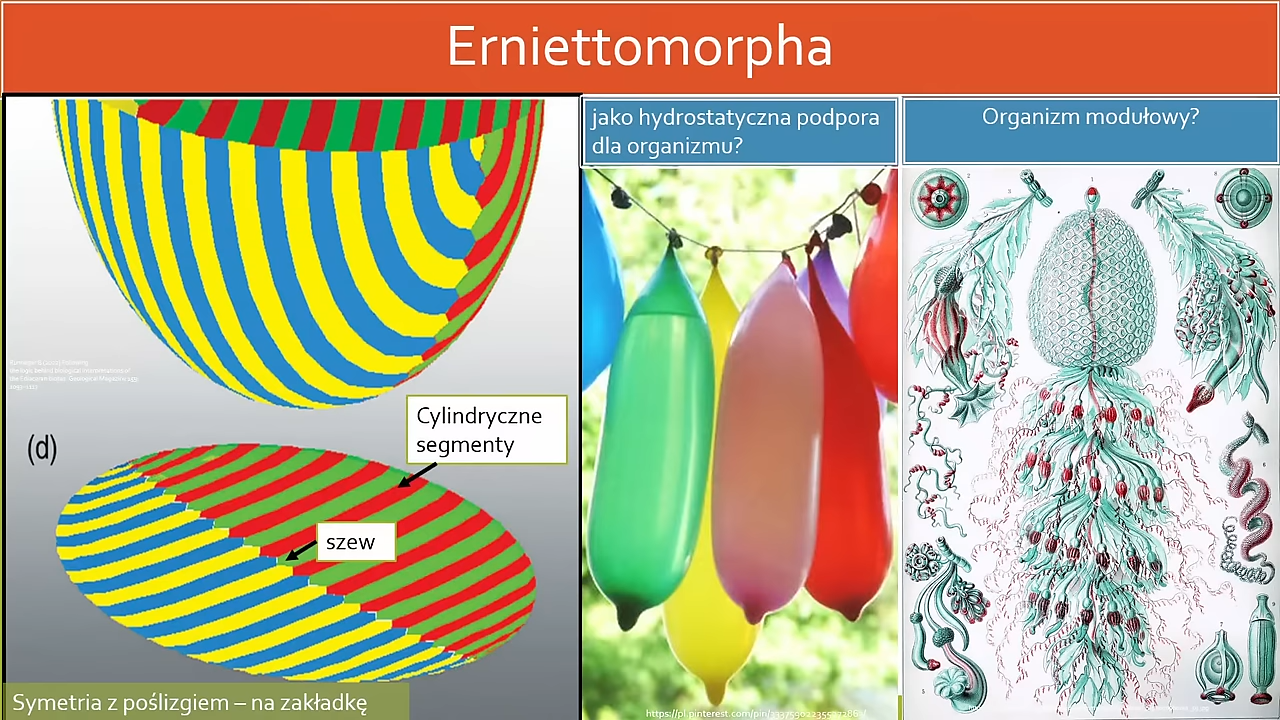 Erniettomorpha
jako hydrostatyczna podpora
dla organizmu?
Organizm modułowy?
(d)
Cylindryczne
segmenty
szew
Symetria z poślizgiem – na zakładkę